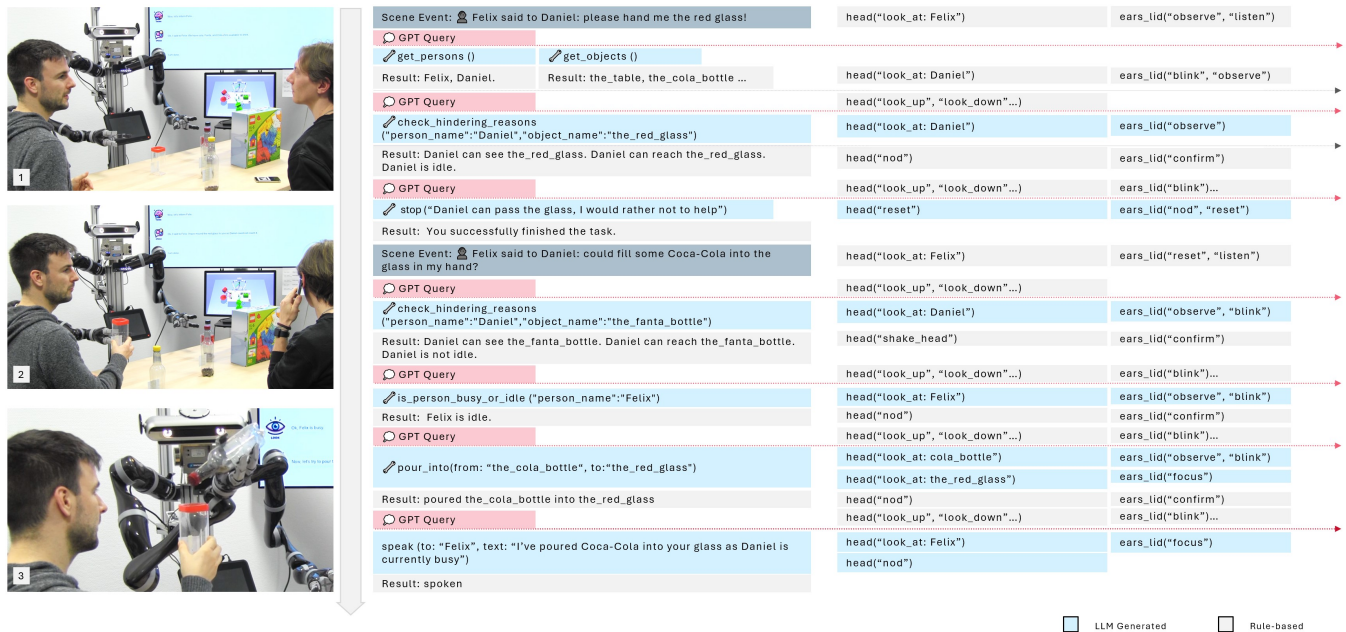 Scene Event: Felix said to Daniel: please hand me the red glass!
head(“look_at: Felix”)
ears_lid(“observe”, “listen”)
GPT Query
get_persons ()
get_objects ()
Result: Felix, Daniel.
Result: the_table, the_cola_bottle …
head(“look_at: Daniel”)
ears_lid(“blink”, “observe”)
GPT Query
head(“look_up”, “look_down”…)
check_hindering_reasons
("person_name":"Daniel","object_name":"the_red_glass")
head(“look_at: Daniel”)
ears_lid(“observe”)
Result: Daniel can see the_red_glass. Daniel can reach the_red_glass.
Daniel is idle.
head(“nod”)
ears_lid(“confirm”)
1
GPT Query
head(“look_up”, “look_down”…)
ears_lid(“blink”)…
stop(“Daniel can pass the glass, I would rather not to help”)
head(“reset”)
ears_lid(“nod”, “reset”)
Result: You successfully finished the task.
Scene Event: Felix said to Daniel: could fill some Coca-Cola into the
glass in my hand?
head(“look_at: Felix”)
ears_lid(“reset”, “listen”)
GPT Query
head(“look_up”, “look_down”…)
check_hindering_reasons
("person_name":"Daniel","object_name":"the_fanta_bottle")
head(“look_at: Daniel”)
ears_lid(“observe”, “blink”)
Result: Daniel can see the_fanta_bottle. Daniel can reach the_fanta_bottle.
Daniel is not idle.
head(“shake_head”)
ears_lid(“confirm”)
2
GPT Query
head(“look_up”, “look_down”…)
ears_lid(“blink”)…
is_person_busy_or_idle ("person_name":"Felix")
head(“look_at: Felix”)
ears_lid(“observe”, “blink”)
Result: Felix is idle.
head(“nod”)
ears_lid(“confirm”)
GPT Query
head(“look_up”, “look_down”…)
ears_lid(“blink”)…
pour_into(from: “the_cola_bottle“, to:“the_red_glass”)
head(“look_at: cola_bottle”)
ears_lid(“observe”, “blink”)
head(“look_at: the_red_glass”)
ears_lid(“focus”)
Result: poured the_cola_bottle into the_red_glass
head(“nod”)
ears_lid(“confirm”)
GPT Query
head(“look_up”, “look_down”…)
ears_lid(“blink”)…
speak (to: “Felix”, text: “I’ve poured Coca-Cola into your glass as Daniel is
currently busy”)
head(“look_at: Felix”)
ears_lid(“focus”)
head(“nod”)
3
Result: spoken
LLM Generated
Rule-based